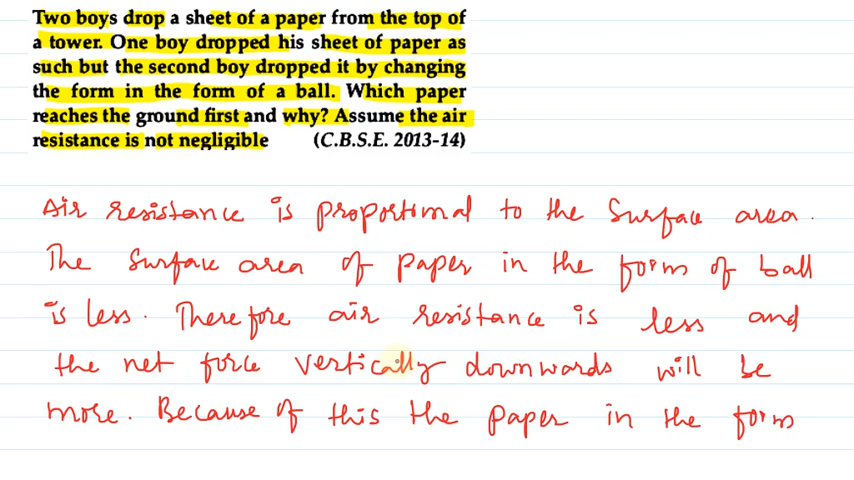 Two boys drop a sheet of a paper from the top of
a tower. One boy dropped his sheet of paper as
such but the second boy dropped it by changing
the form in the form of a ball. Which paper
reaches the ground first and why? Assume the air
resistance is not negligible (C.B.S.E. 2013-14)
Air resistance is proportional to the Surface area.
The Surface area of paper in the form of ball
is less. Therefore air resistance is less and
the net force vertically downwards will be
more. Because of this the paper in the form